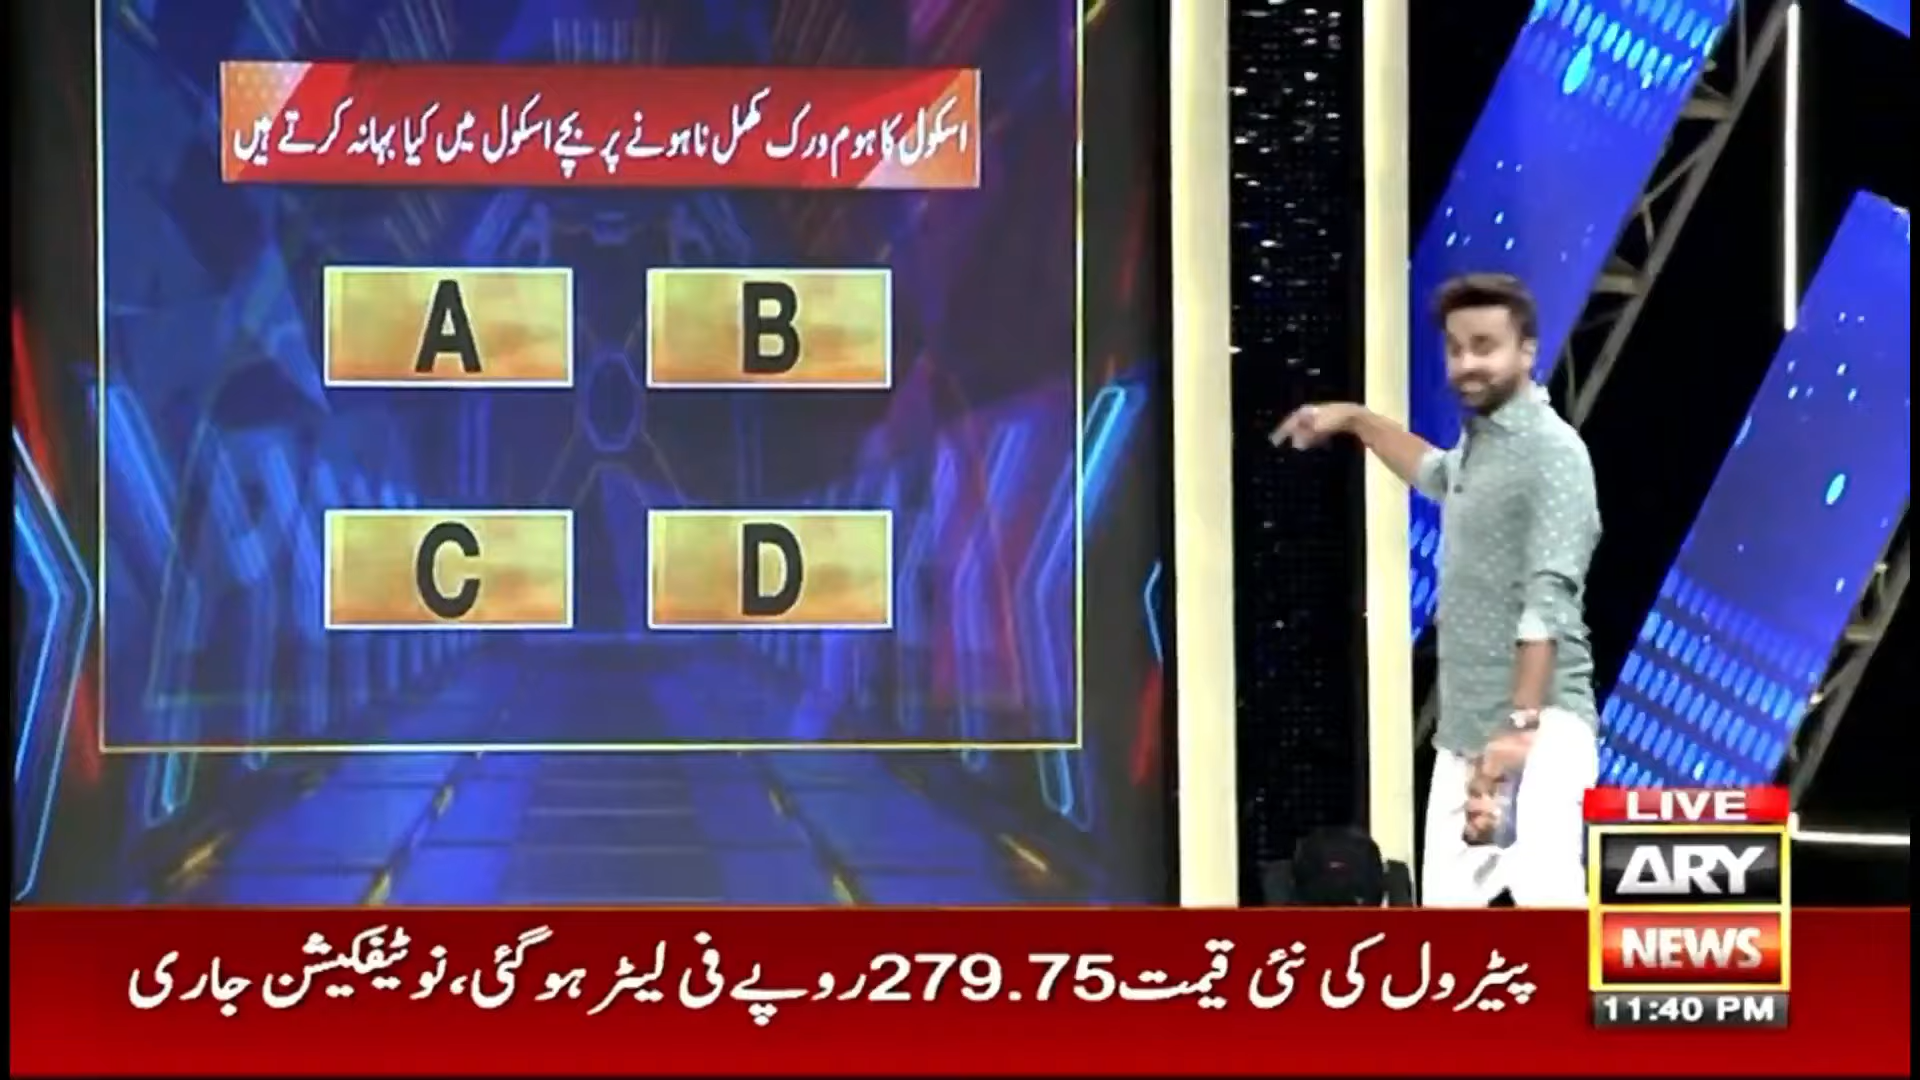 اسکول کا ہوم ورک مکمل نا ہونے پر بچے اسکول میں کیا بہانہ کرتے ہیں
A
B
C
D
LIVE
ARY
NEWS
11:40 PM
پیٹرول کی نئی قیمت 279.75 روپے فی لیٹر ہوگئی، نوٹیفکیشن جاری